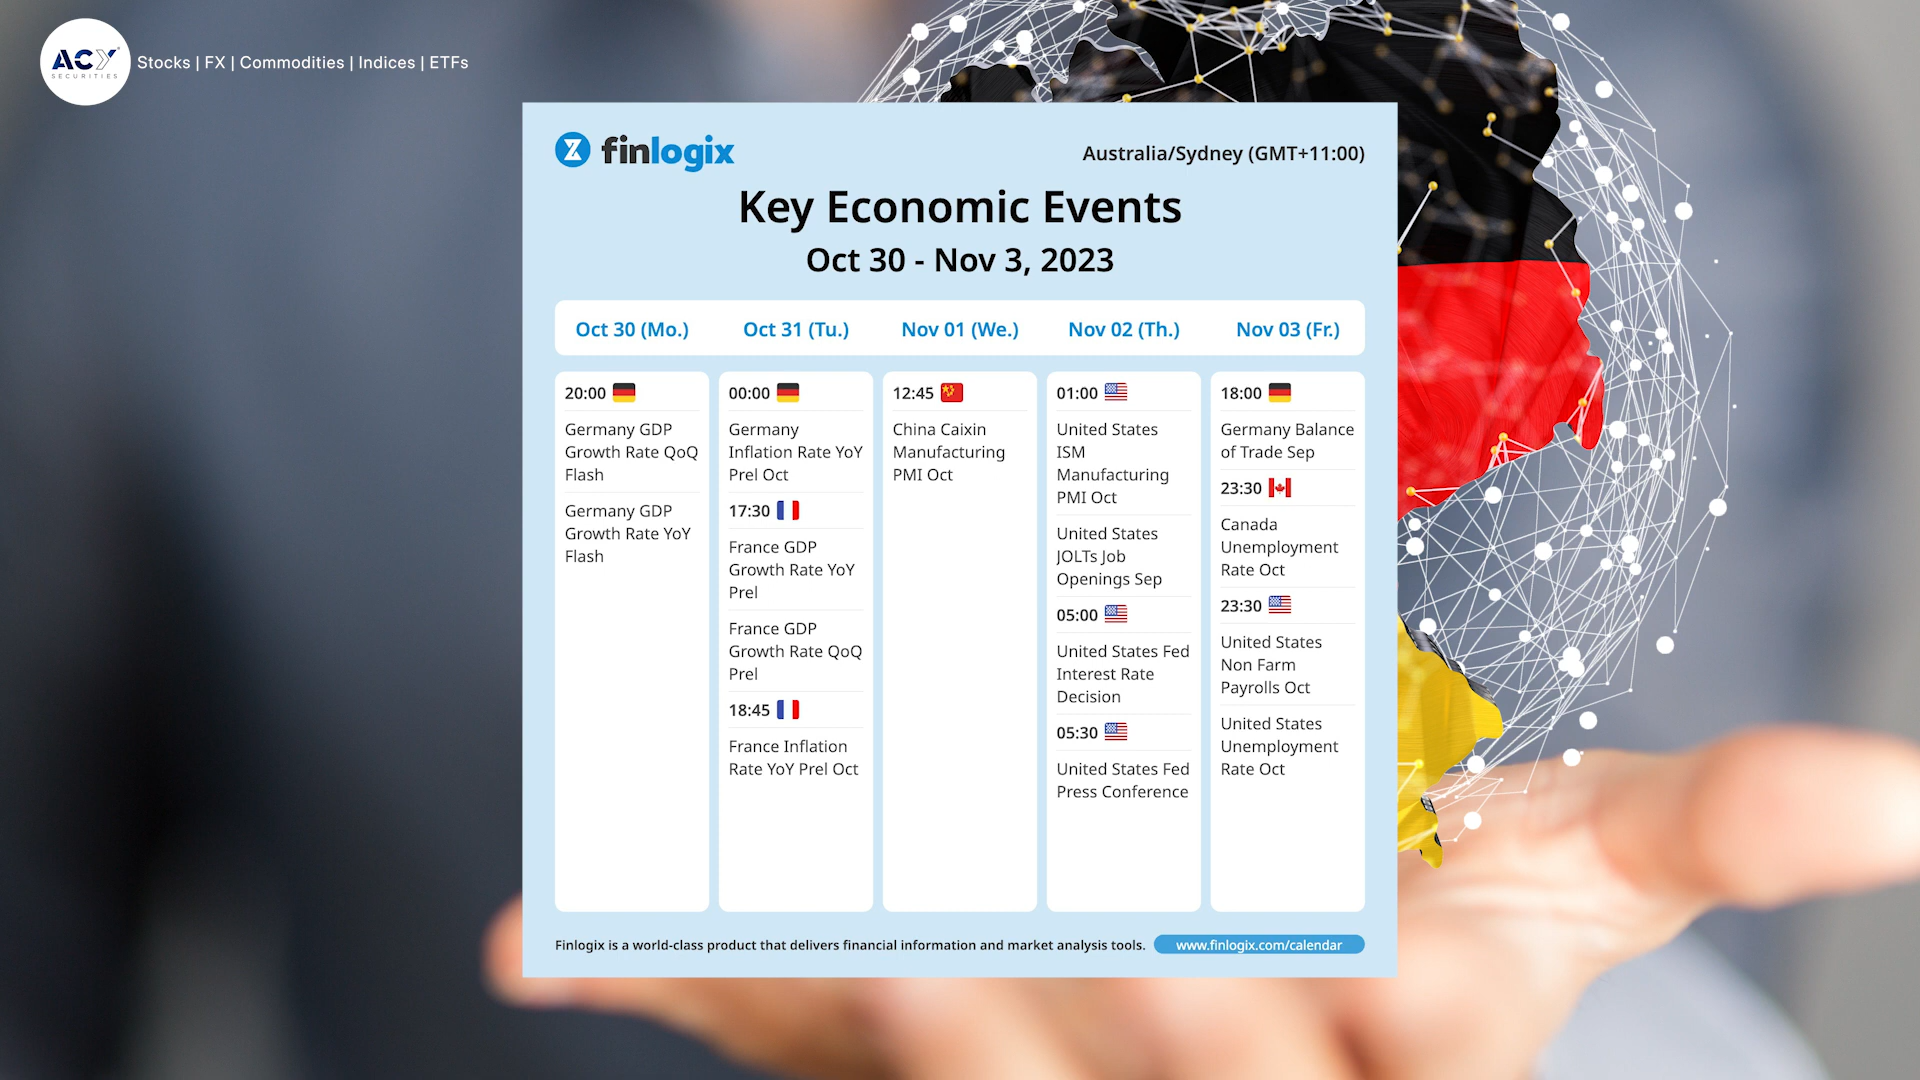 ACY
SECURITIES
Stocks | FX | Commodities | Indices | ETFs
finlogix
Australia/Sydney (GMT+11:00)
Key Economic Events
Oct 30 - Nov 3, 2023
Oct 30 (Mo.)
Oct 31 (Tu.)
Nov 01 (We.)
Nov 02 (Th.)
Nov 03 (Fr.)
20:00
Germany GDP
Growth Rate QoQ
Flash
Germany GDP
Growth Rate YoY
Flash
00:00
Germany
Inflation Rate YoY
Prel Oct
17:30
France GDP
Growth Rate YoY
Prel
France GDP
Growth Rate QoQ
Prel
18:45
France Inflation
Rate YoY Prel Oct
12:45
China Caixin
Manufacturing
PMI Oct
01:00
United States
ISM
Manufacturing
PMI Oct
United States
JOLTs Job
Openings Sep
05:00
United States Fed
Interest Rate
Decision
05:30
United States Fed
Press Conference
18:00
Germany Balance
of Trade Sep
23:30
Canada
Unemployment
Rate Oct
23:30
United States
Non Farm
Payrolls Oct
United States
Unemployment
Rate Oct
Finlogix is a world-class product that delivers financial information and market analysis tools.
www.finlogix.com/calendar